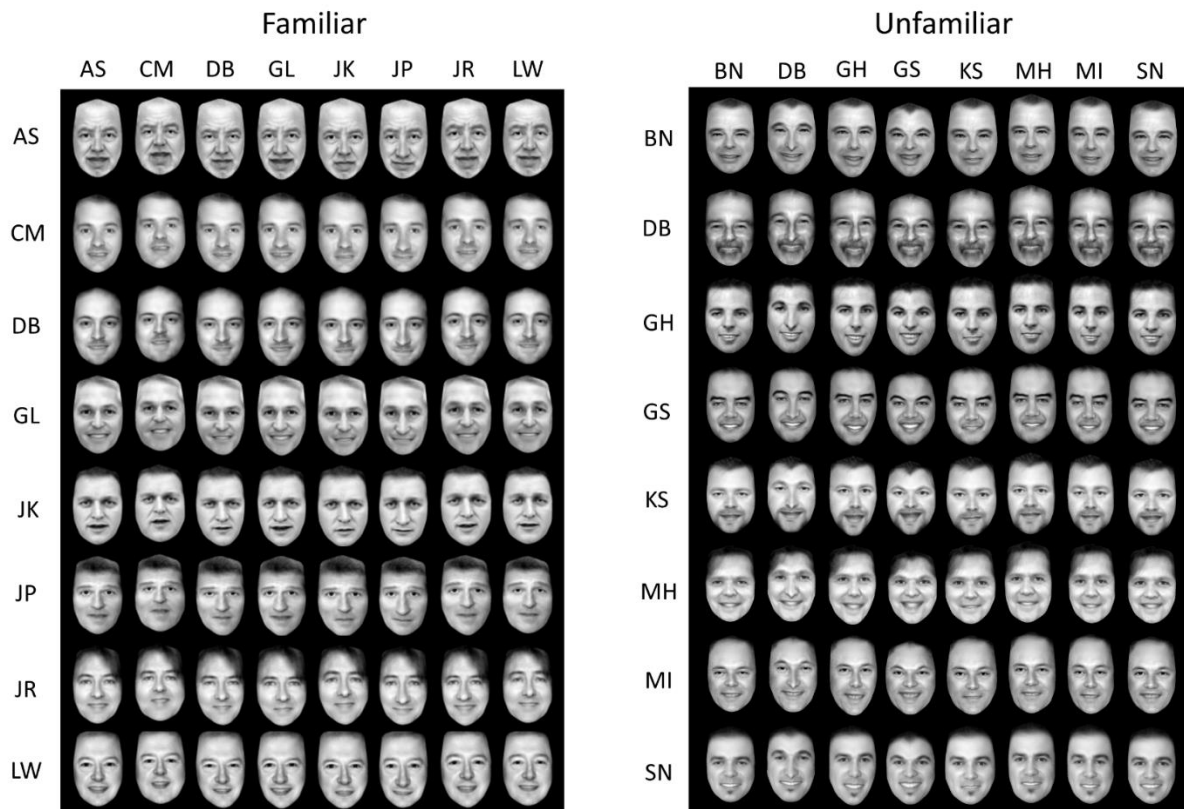 Familiar
Unfamiliar
AS CM DB GL JK JP JR LW
BN DB GH GS KS MH MI SN
AS
BN
CM
DB
DB
GH
GL
GS
JK
KS
JP
MH
JR
MI
LW
SN